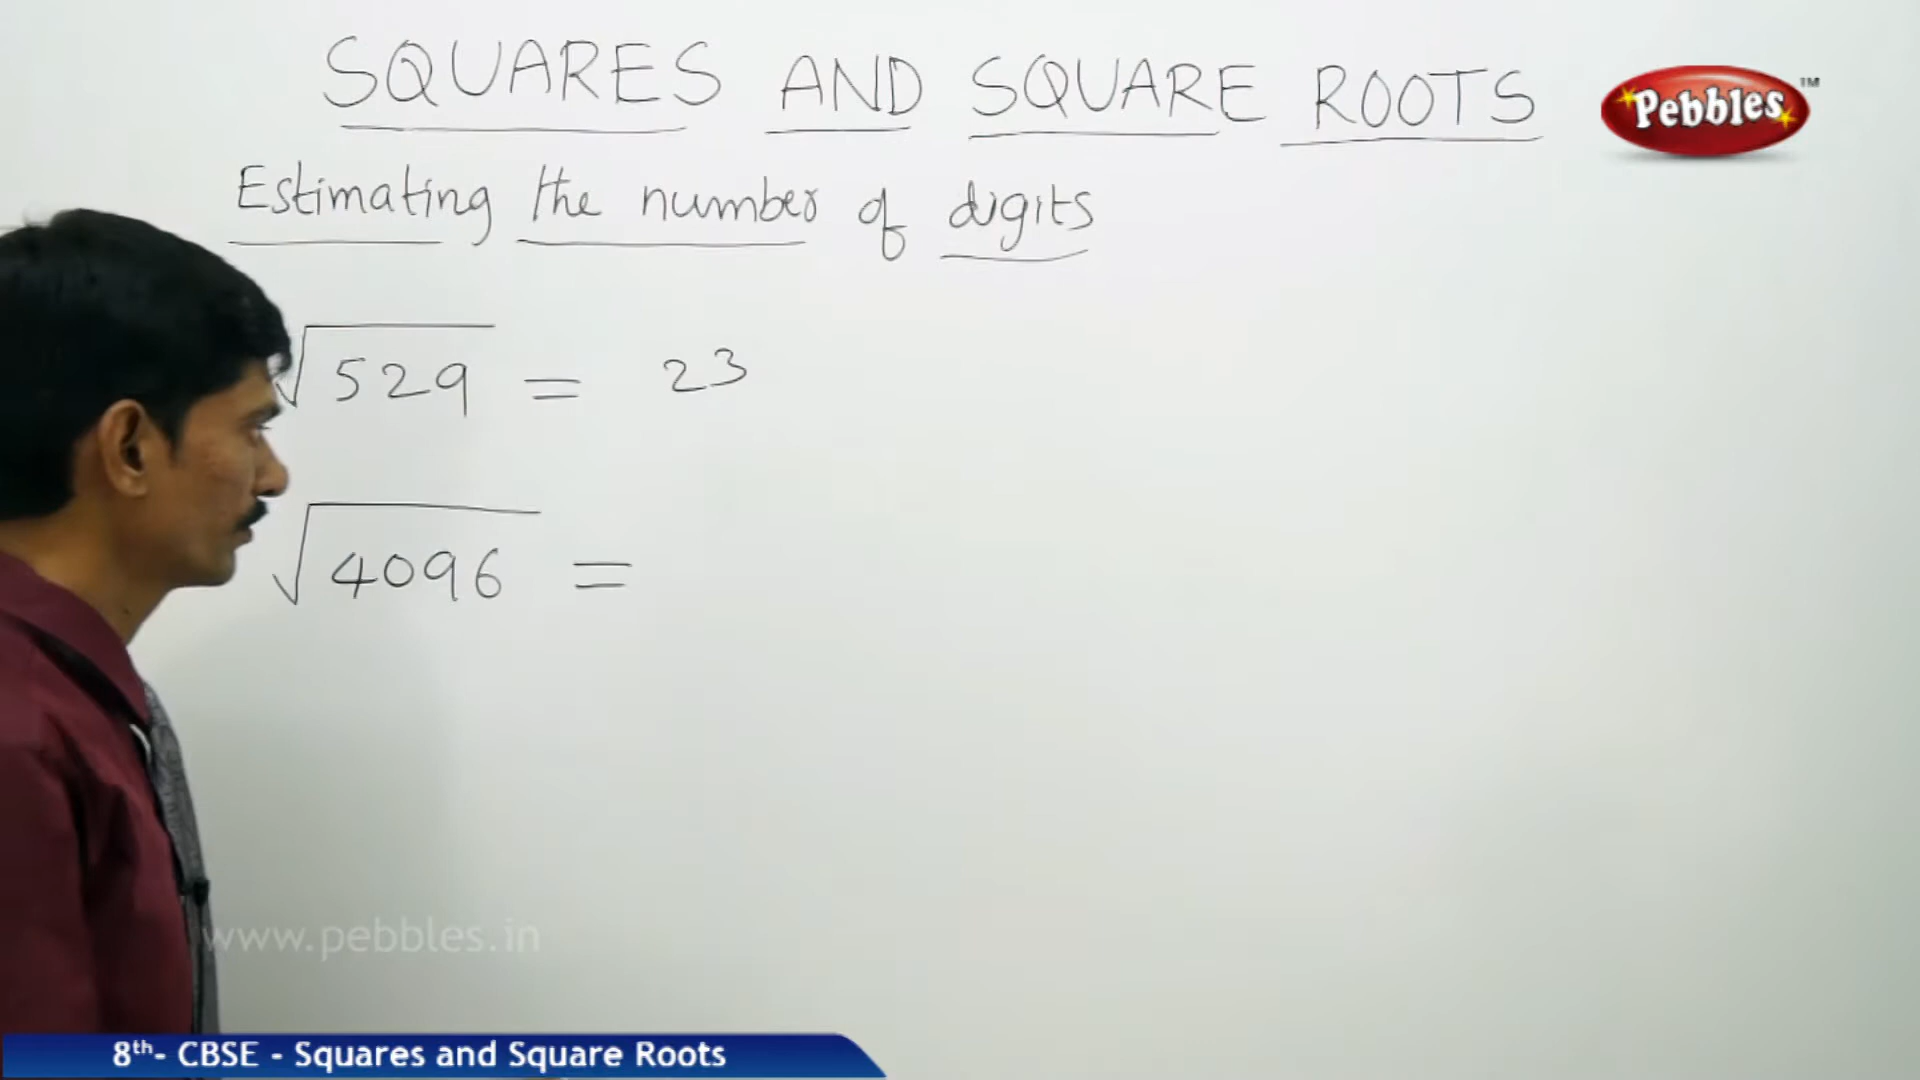 SQUARES AND SQUARE ROOTS
Pebbles™
Estimating the number of digits
√529 = 23
√4096 =
www.pebbles.in
8th- CBSE - Squares and Square Roots